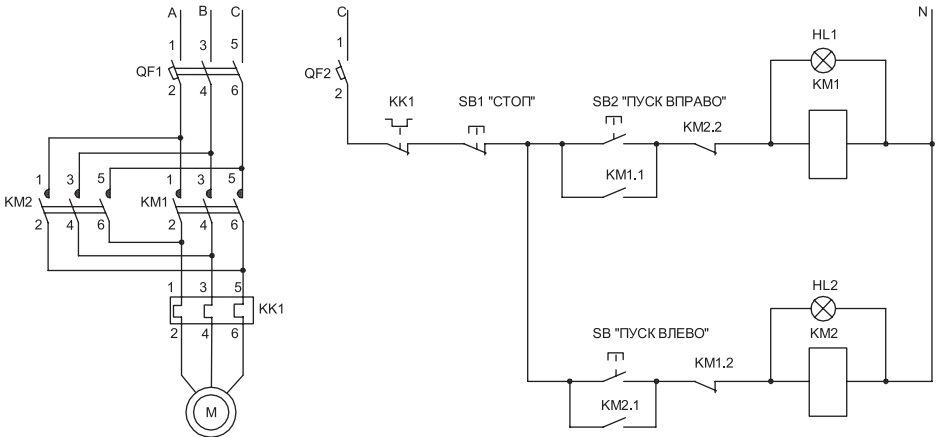 A B C
1 3 5
QF1
2 4 6
1 3 5 1 3 5
KM2 KM1
2 4 6 2 4 6
1 3 5
KK1
2 4 6
M
C
1
QF2
2
KK1
SB1 "СТОП"
SB2 "ПУСК ВПРАВО"
KM2.2
KM1.1
HL1
KM1
N
SB "ПУСК ВЛЕВО"
KM1.2
KM2.1
HL2
KM2